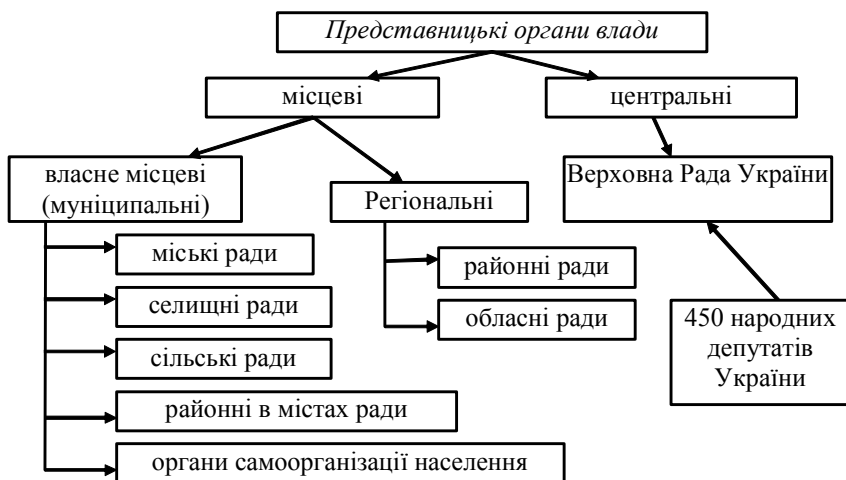 Представницькі органи влади
місцеві
центральні
власне місцеві
(муніципальні)
Регіональні
Верховна Рада України
міські ради
селищні ради
сільські ради
районні в містах ради
органи самоорганізації населення
районні ради
обласні ради
450 народних
депутатів
України